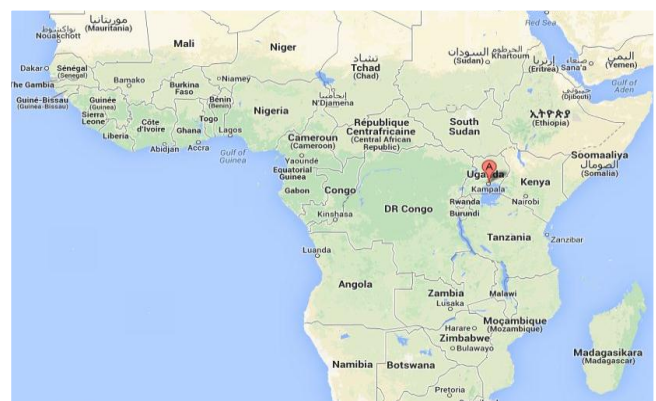 موريتانيا
(Mauritania)
نواكشوط
Nouakchott
Mali
Niger
تشاد
Tchad
(Chad)
السودان
(Sudan)
الخرطوم
Khartoum
Red Sea
إريتريا
(Eritrea)
صنعاء
Sana'a
اليمن
(Yemen)
Gulf of
Aden
جيبوتي
(Djibouti)
Dakar
Sénégal
(Senegal)
The Gambia
Bamako
Burkina
Faso
Niamey
إنجامينا
N'Djamena
Guiné-Bissau
(Guinea-Bissau)
Guinée
(Guinea)
Sierra
Leone
Liberia
Côte
d'Ivoire
Ghana
Togo
Bénin
(Benin)
Nigeria
Lagos
Abidjan
Accra
Gulf of
Guinea
Cameroun
(Cameroon)
République
Centrafricaine
(Central African
Republic)
South
Sudan
ኢትዮጵያ
(Ethiopia)
Soomaaliya
الصومال
(Somalia)
Yaounde
Equatorial
Guinea
Gabon
Congo
A
Uganda
Kampala
Kenya
Nairobi
Rwanda
Burundi
Kinshasa
DR Congo
Tanzania
Zanzibar
Luanda
Angola
Zambia
Lusaka
Malawi
Moçambique
(Mozambique)
Harare
Zimbabwe
Bulawayo
Namibia
Botswana
Pretoria
Madagasikara
(Madagascar)